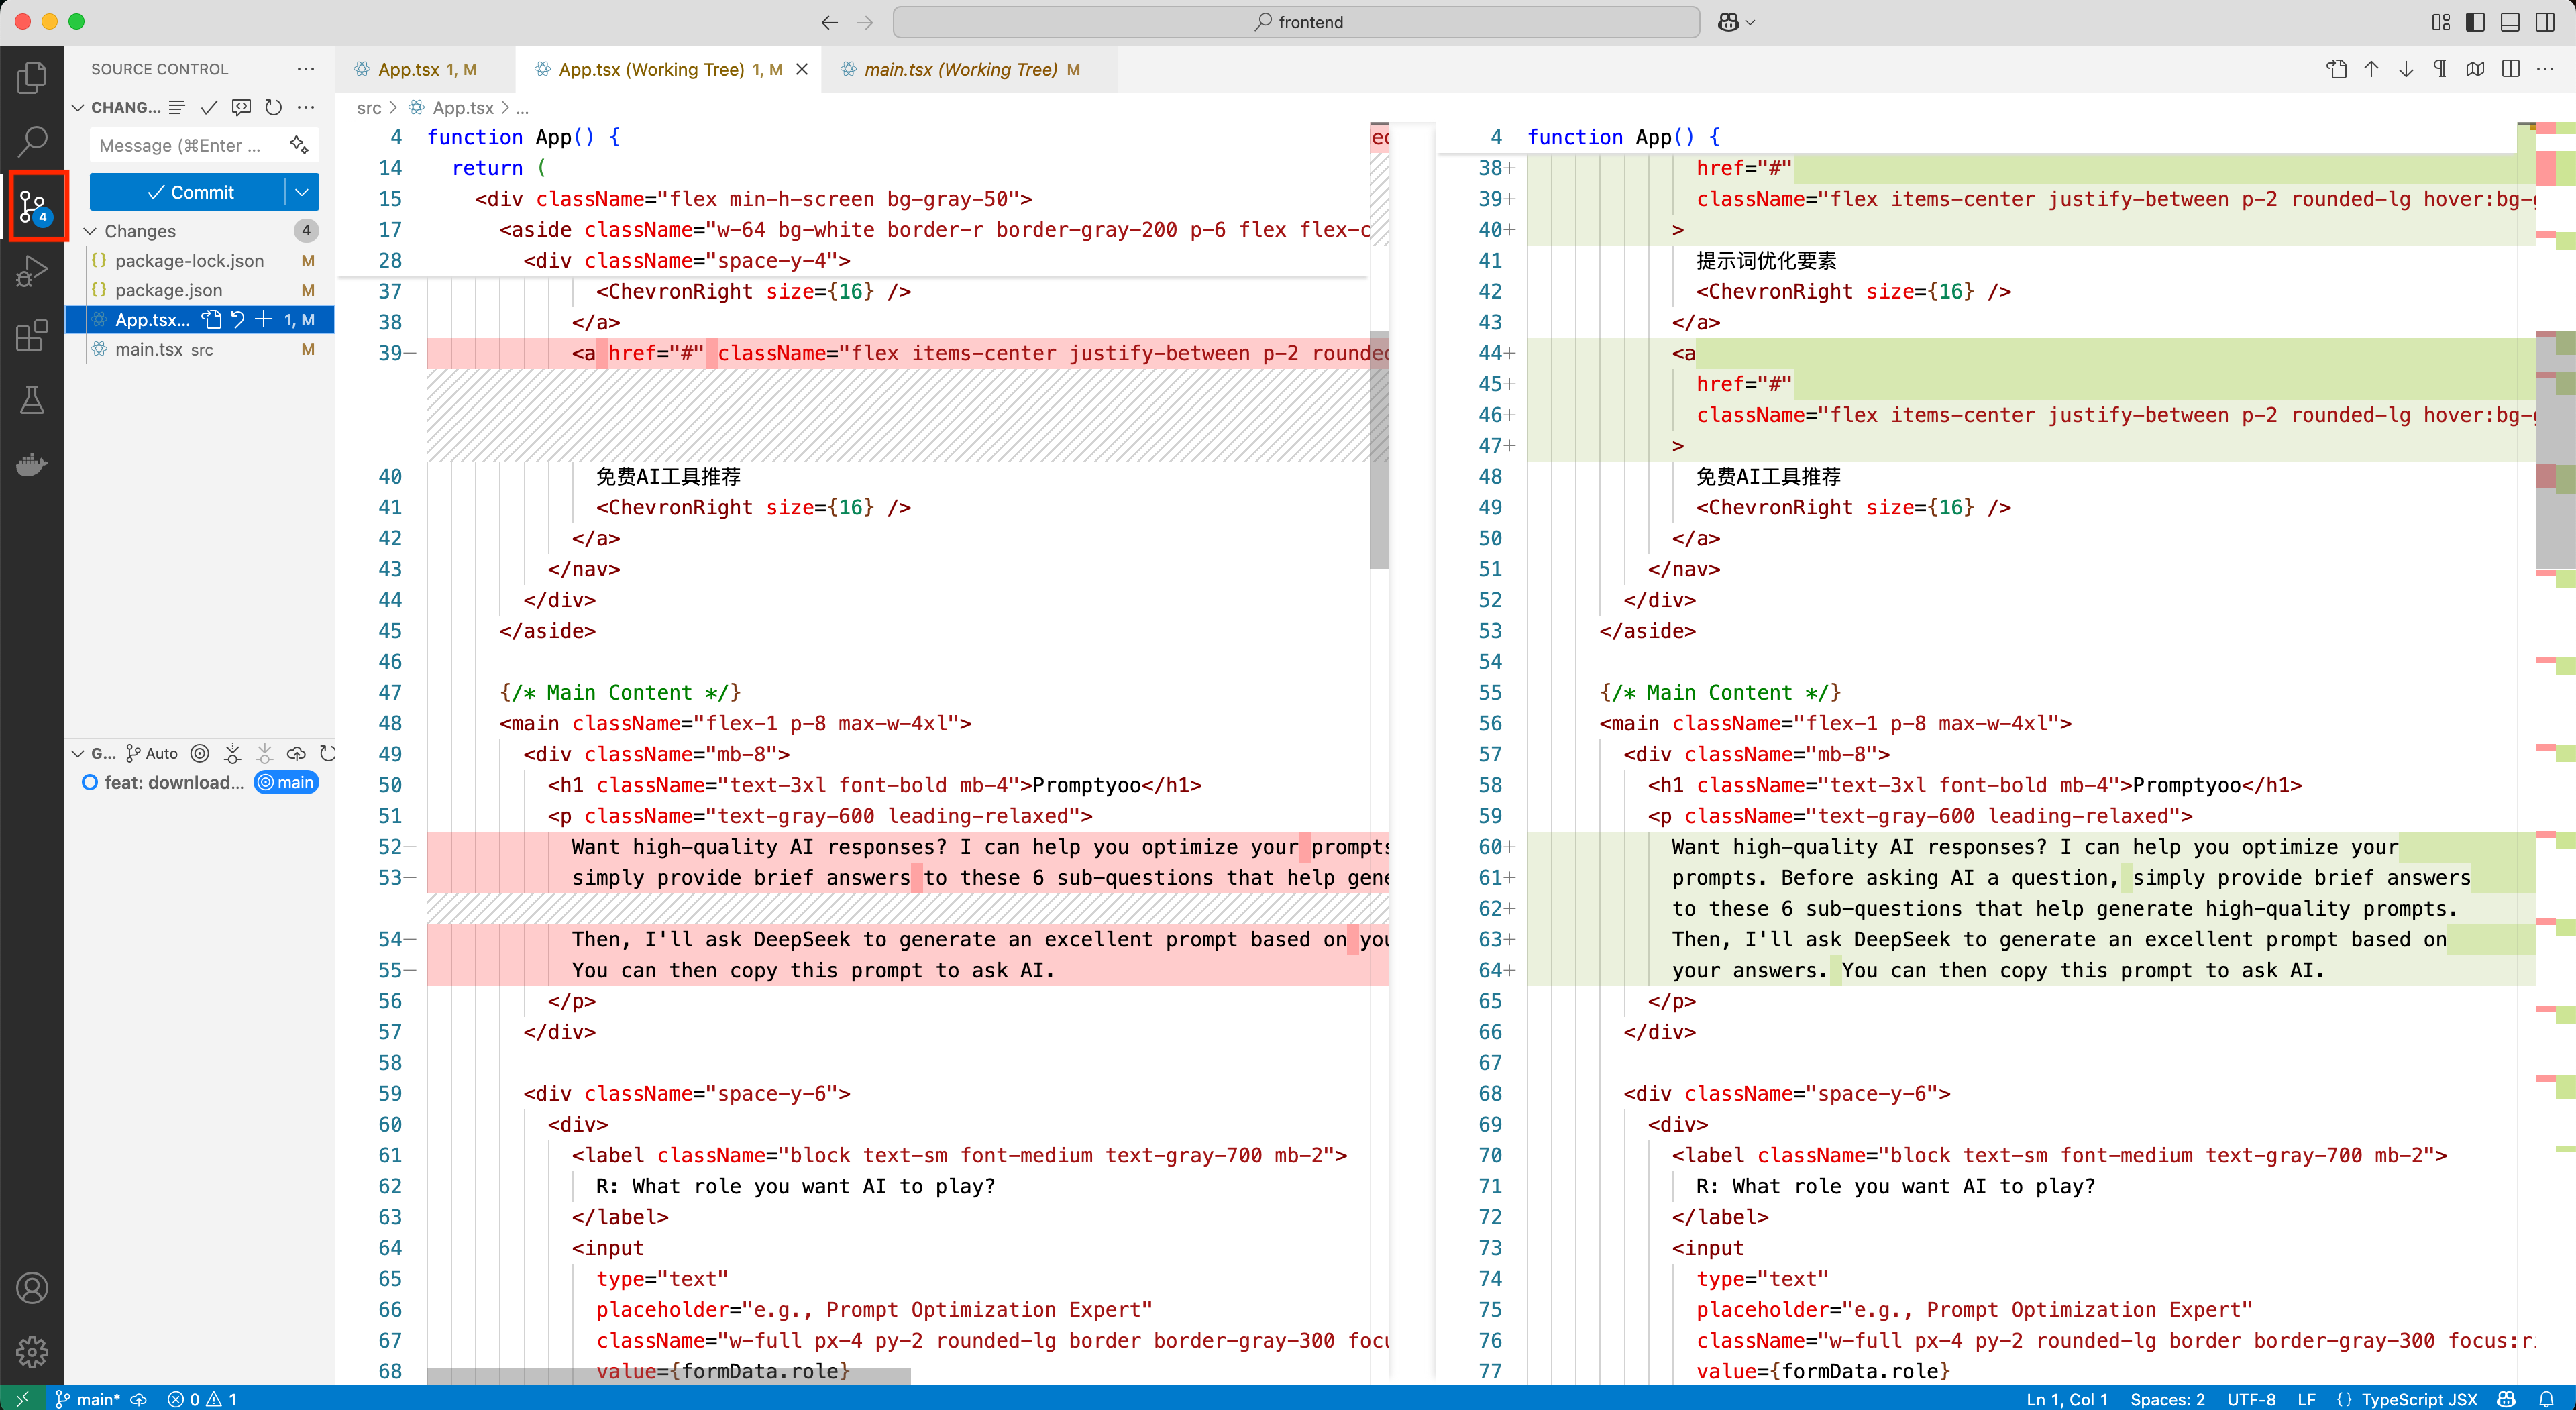 frontend
SOURCE CONTROL
CHANG...
Message (⌘Enter ...
Commit
Changes 4
package-lock.json M
package.json M
App.tsx... 1, M
main.tsx src M
G... Auto
feat: download... main
4
App.tsx 1, M
App.tsx (Working Tree) 1, M
main.tsx (Working Tree) M
src > App.tsx > ...
4 function App() {
14 return (
15 <div className="flex min-h-screen bg-gray-50">
17 <aside className="w-64 bg-white border-r border-gray-200 p-6 flex flex-c
28 <div className="space-y-4">
37 <ChevronRight size={16} />
38 </a>
39— <a href="#" className="flex items-center justify-between p-2 rounded
40 免费AI工具推荐
41 <ChevronRight size={16} />
42 </a>
43 </nav>
44 </div>
45 </aside>
46
47 {/* Main Content */}
48 <main className="flex-1 p-8 max-w-4xl">
49 <div className="mb-8">
50 <h1 className="text-3xl font-bold mb-4">Promptyoo</h1>
51 <p className="text-gray-600 leading-relaxed">
52— Want high-quality AI responses? I can help you optimize your prompts
53— simply provide brief answers to these 6 sub-questions that help gene
54— Then, I'll ask DeepSeek to generate an excellent prompt based on you
55— You can then copy this prompt to ask AI.
56 </p>
57 </div>
58
59 <div className="space-y-6">
60 <div>
61 <label className="block text-sm font-medium text-gray-700 mb-2">
62 R: What role you want AI to play?
63 </label>
64 <input
65 type="text"
66 placeholder="e.g., Prompt Optimization Expert"
67 className="w-full px-4 py-2 rounded-lg border border-gray-300 focu
68 value={formData.role}
4 function App() {
38+ href="#"
39+ className="flex items-center justify-between p-2 rounded-lg hover:bg-g
40+ >
41 提示词优化要素
42 <ChevronRight size={16} />
43 </a>
44+ <a
45+ href="#"
46+ className="flex items-center justify-between p-2 rounded-lg hover:bg-g
47+ >
48 免费AI工具推荐
49 <ChevronRight size={16} />
50 </a>
51 </nav>
52 </div>
53 </aside>
54
55 {/* Main Content */}
56 <main className="flex-1 p-8 max-w-4xl">
57 <div className="mb-8">
58 <h1 className="text-3xl font-bold mb-4">Promptyoo</h1>
59 <p className="text-gray-600 leading-relaxed">
60+ Want high-quality AI responses? I can help you optimize your
61+ prompts. Before asking AI a question, simply provide brief answers
62+ to these 6 sub-questions that help generate high-quality prompts.
63+ Then, I'll ask DeepSeek to generate an excellent prompt based on
64+ your answers. You can then copy this prompt to ask AI.
65 </p>
66 </div>
67
68 <div className="space-y-6">
69 <div>
70 <label className="block text-sm font-medium text-gray-700 mb-2">
71 R: What role you want AI to play?
72 </label>
73 <input
74 type="text"
75 placeholder="e.g., Prompt Optimization Expert"
76 className="w-full px-4 py-2 rounded-lg border border-gray-300 focus:r
77 value={formData.role}
main* 0 1 Ln 1, Col 1 Spaces: 2 UTF-8 LF {} TypeScript JSX